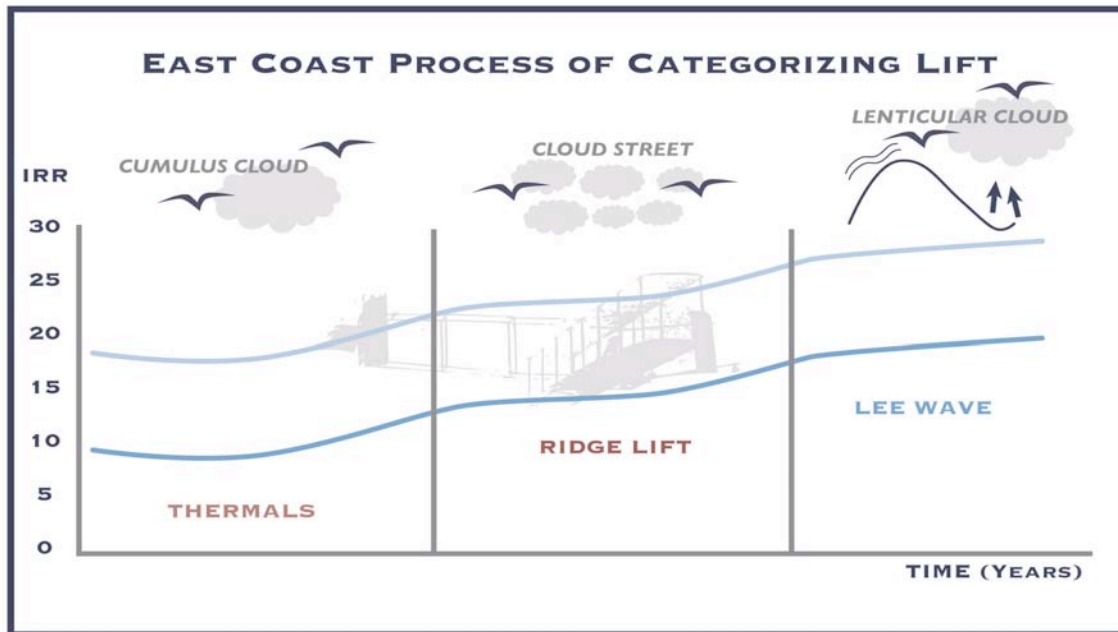 EAST COAST PROCESS OF CATEGORIZING LIFT
LENTICULAR CLOUD
CLOUD STREET
CUMULUS CLOUD
IRR
30
25
20
15
10
5
0
LEE WAVE
RIDGE LIFT
THERMALS
TIME (YEARS)